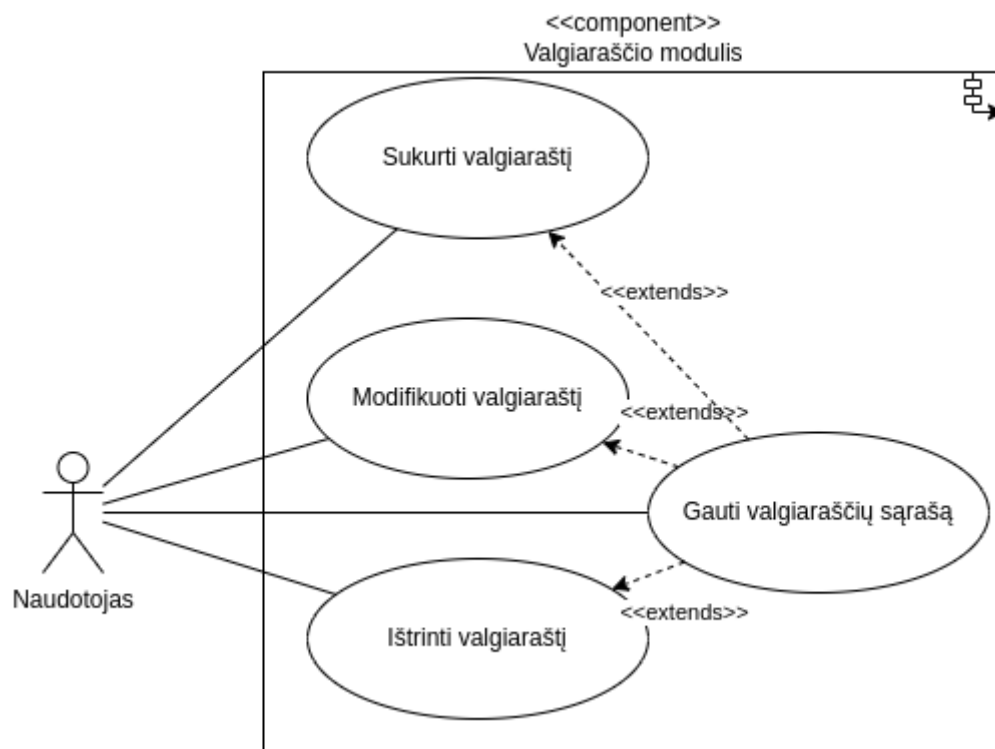 <<component>>
Valgiaraščio modulis
Sukurti valgiaraštį
<<extends>>
Modifikuoti valgiaraštį
<<extends>>
Gauti valgiaraščių sąrašą
Naudotojas
<<extends>>
Ištrinti valgiaraštį